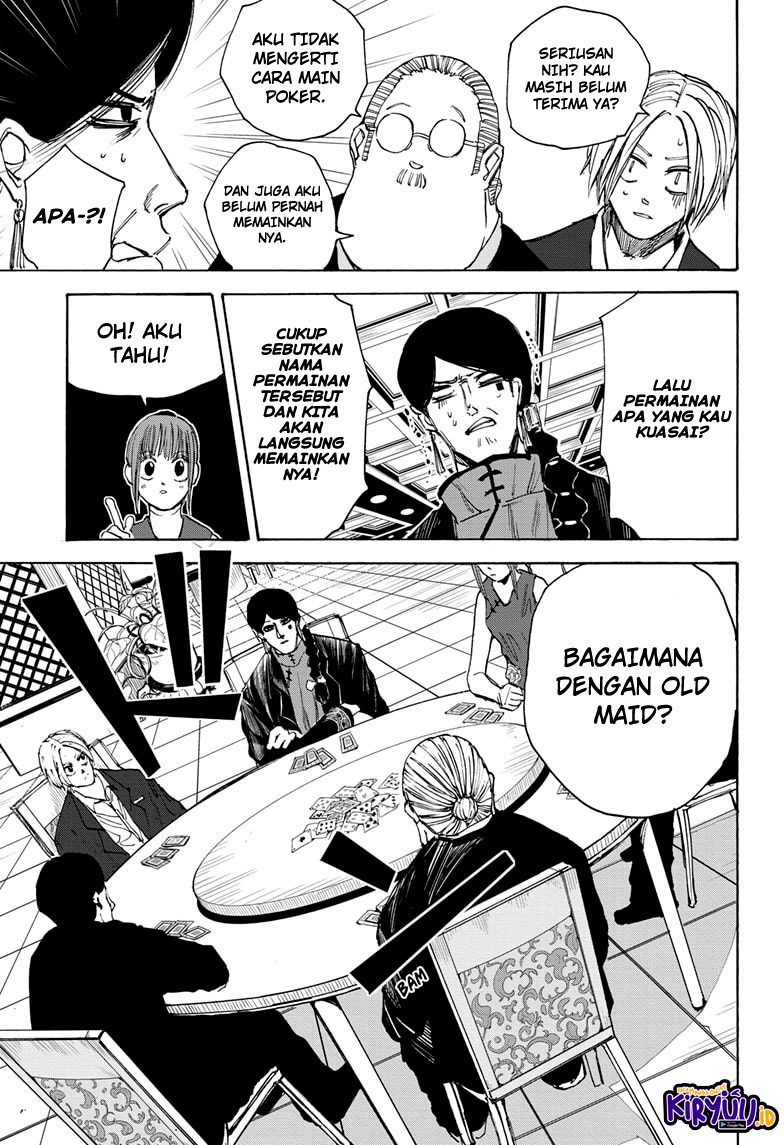 SERIUSAN
NIH? KAU
MASIH BELUM
TERIMA YA?
AKU TIDAK
MENGERTI
CARA MAIN
POKER.
DAN JUGA AKU
BELUM PERNAH
MEMAINKAN
NYA.
APA-?!
LALU
PERMAINAN
APA YANG KAU
KUASAI?
CUKUP
SEBUTKAN
NAMA
PERMAINAN
TERSEBUT
DAN KITA
AKAN
LANGSUNG
MEMAINKAN
NYA!
OH! AKU
TAHU!
BAGAIMANA
DENGAN OLD
MAID?
BAM
KIRYUU.ID